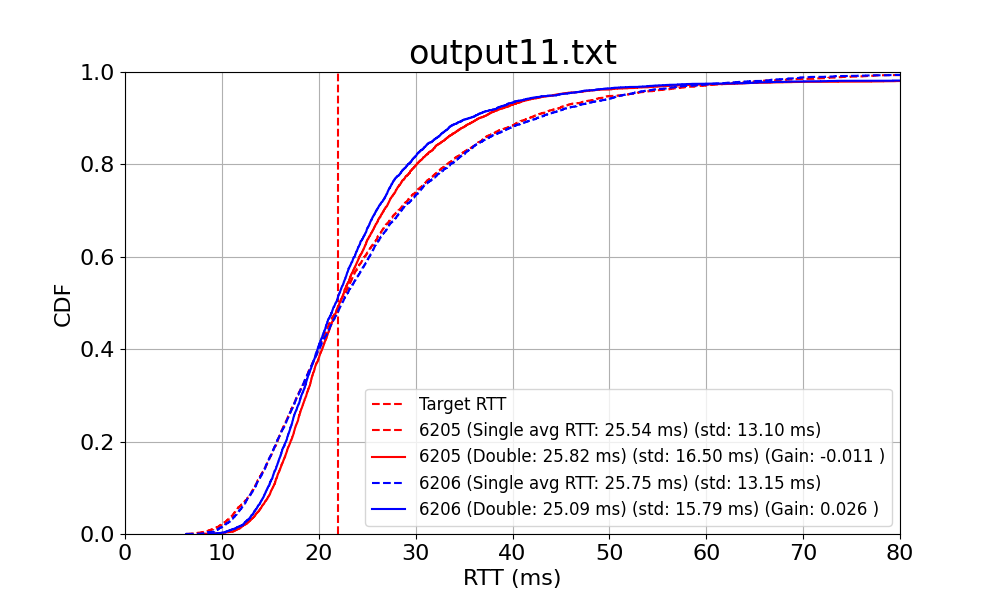 output11.txt
1.0
0.8
0.6
0.4
0.2
0.0
CDF
Target RTT
6205 (Single avg RTT: 25.54 ms) (std: 13.10 ms)
6205 (Double: 25.82 ms) (std: 16.50 ms) (Gain: -0.011 )
6206 (Single avg RTT: 25.75 ms) (std: 13.15 ms)
6206 (Double: 25.09 ms) (std: 15.79 ms) (Gain: 0.026 )
0 10 20 30 40 50 60 70 80
RTT (ms)